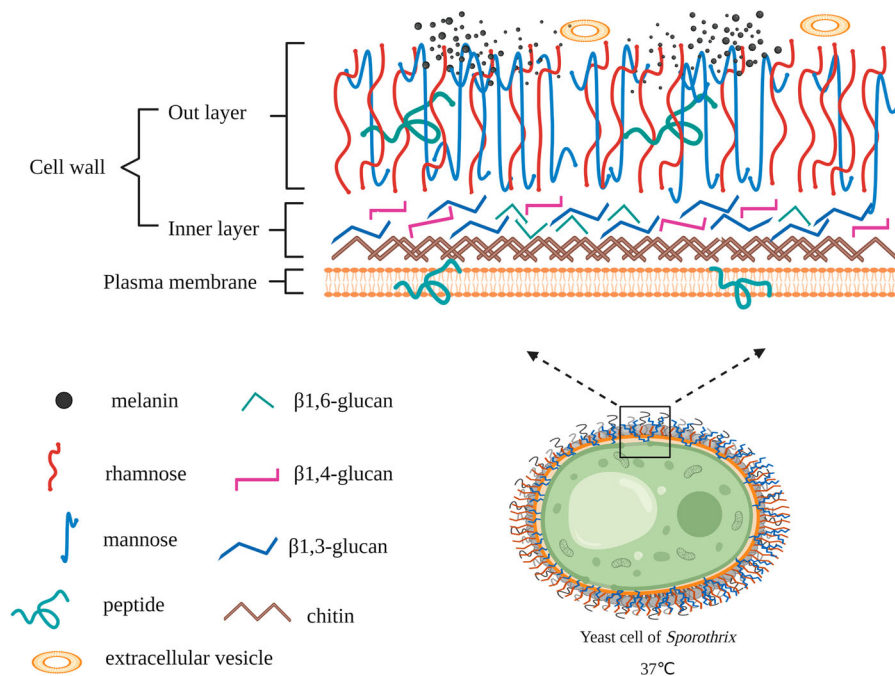 Out layer
Cell wall
Inner layer
Plasma membrane
melanin
β1,6-glucan
rhamnose
β1,4-glucan
mannose
β1,3-glucan
peptide
chitin
extracellular vesicle
Yeast cell of Sporothrix
37℃